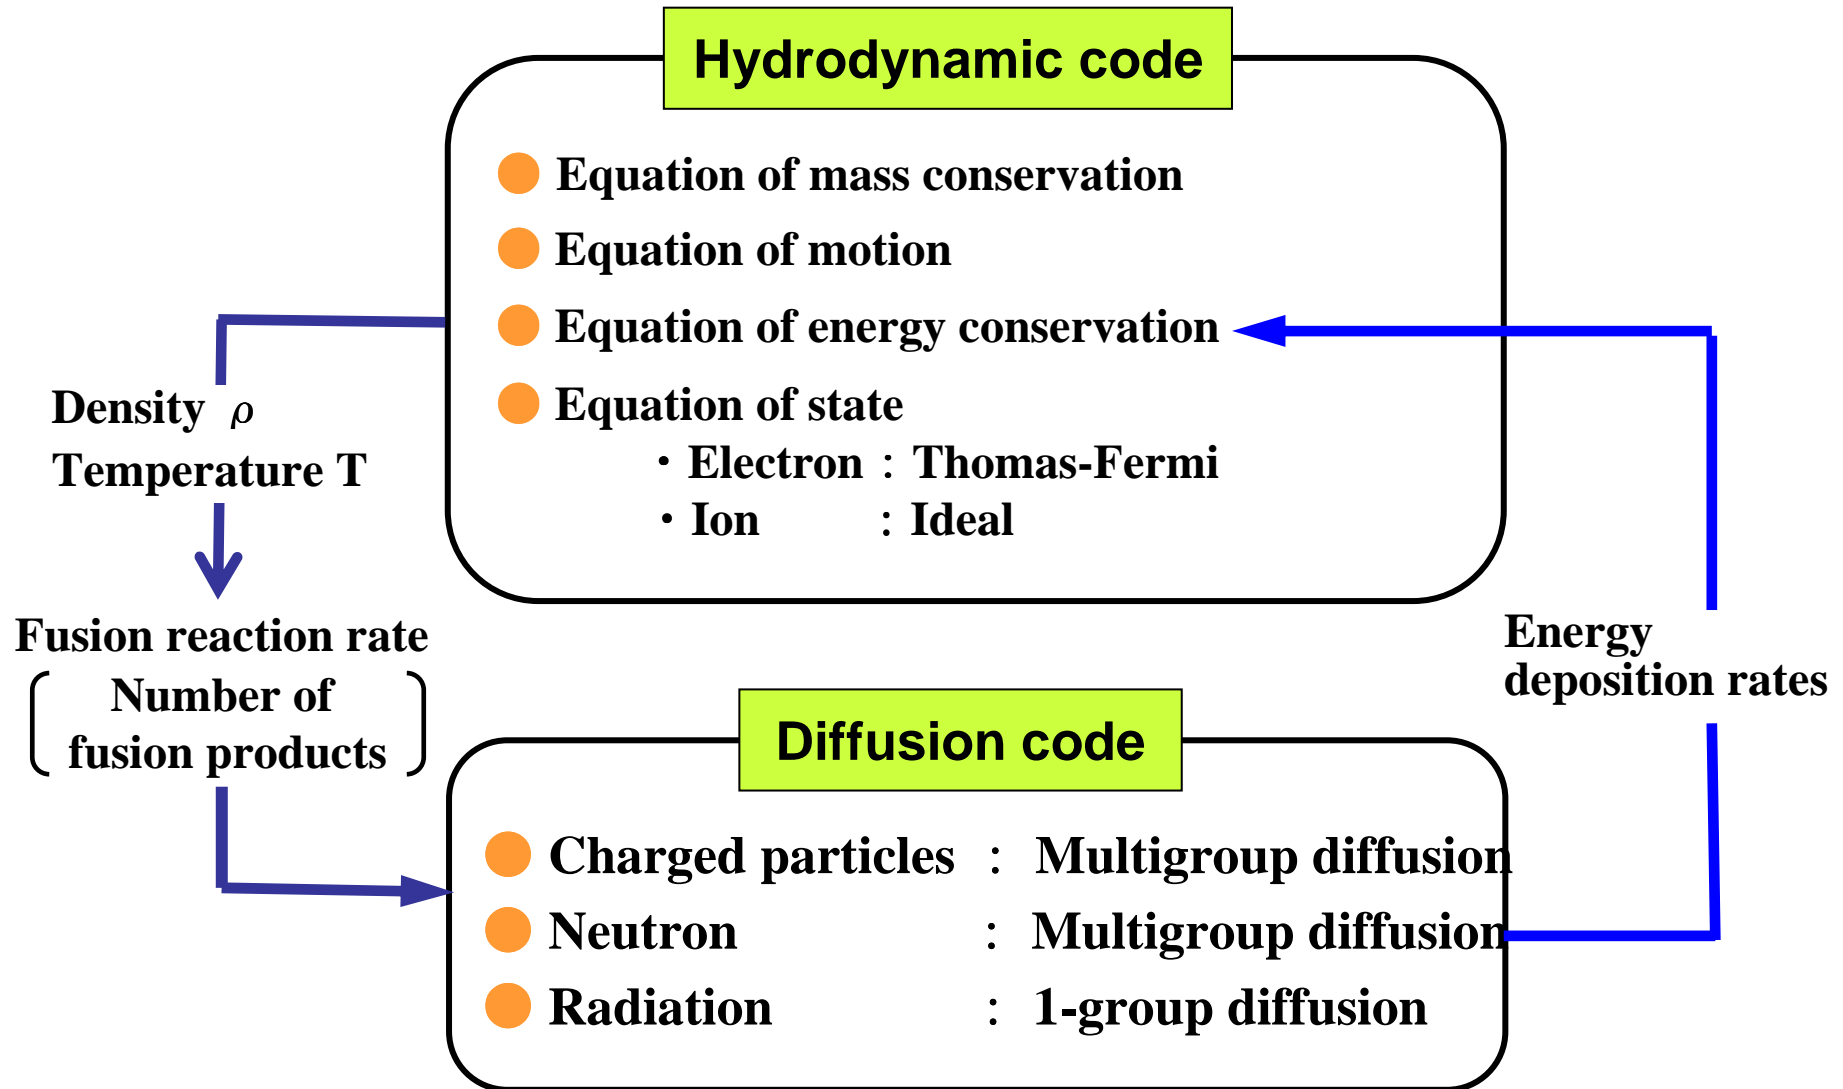 Hydrodynamic code
Equation of mass conservation
Equation of motion
Equation of energy conservation
Equation of state
・Electron : Thomas-Fermi
・Ion : Ideal
Density ρ
Temperature T
Fusion reaction rate
Number of
fusion products
Energy
deposition rates
Diffusion code
Charged particles : Multigroup diffusion
Neutron : Multigroup diffusion
Radiation : 1-group diffusion